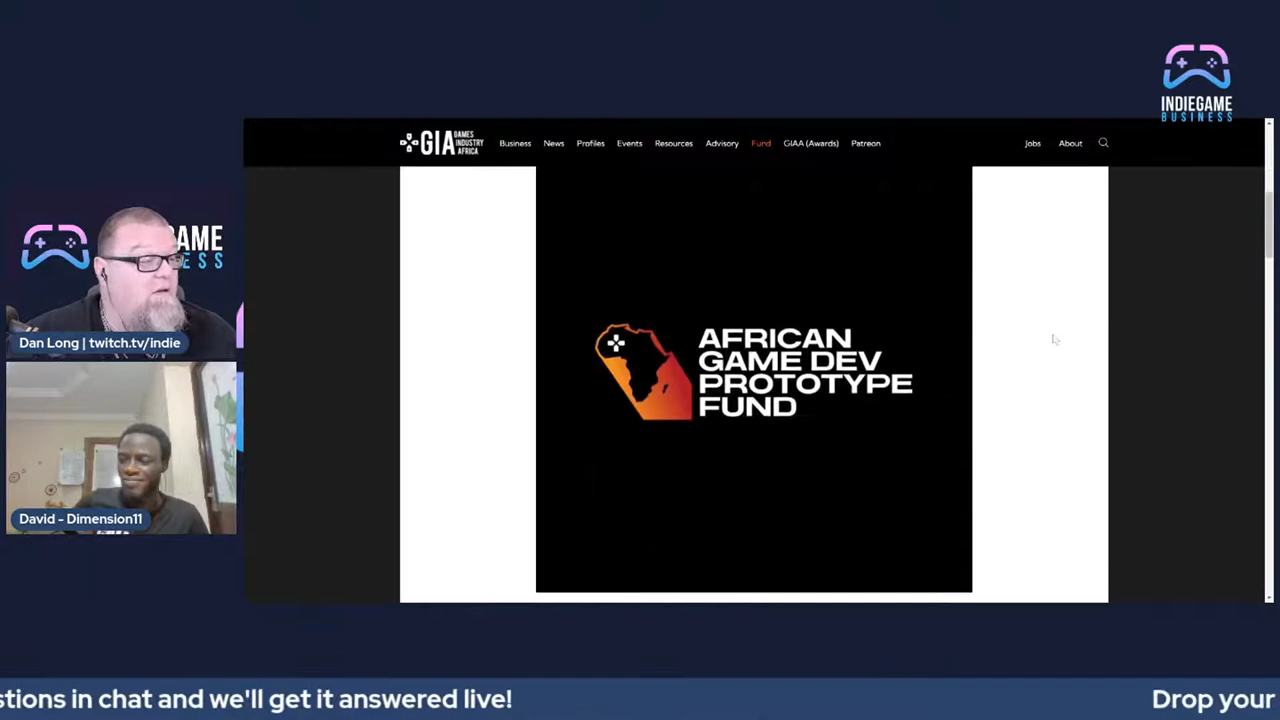 INDIEGAME
BUSINESS
GIA GAMES
INDUSTRY
AFRICA
Business News Profiles Events Resources Advisory Fund GIAA (Awards) Patreon Jobs About
AFRICAN
GAME DEV
PROTOTYPE
FUND
AME
ESS
Dan Long | twitch.tv/indie
David - Dimension11
stions in chat and we'll get it answered live! Drop your